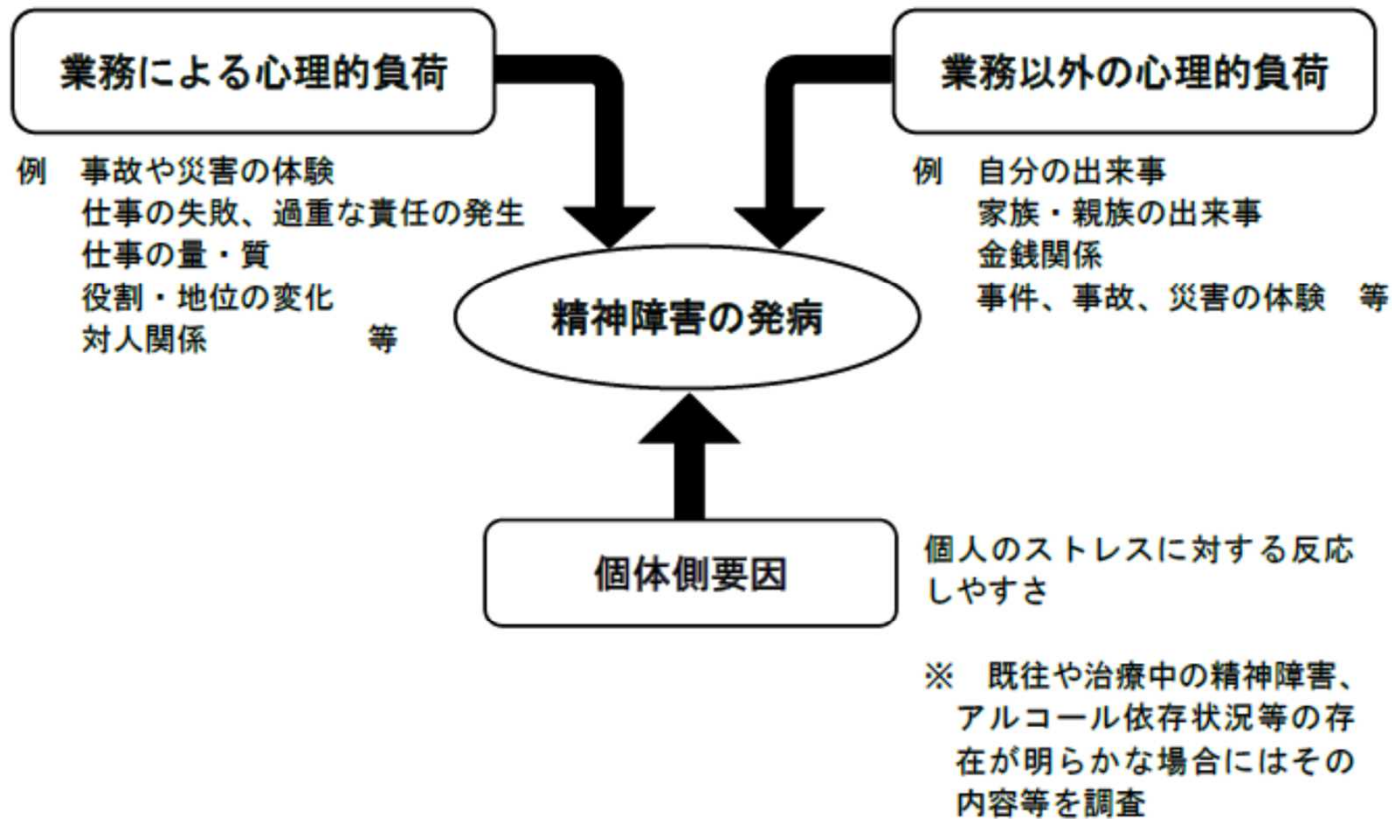 業務による心理的負荷
例 事故や災害の体験
仕事の失敗、過重な責任の発生
仕事の量・質
役割・地位の変化
対人関係 等
業務以外の心理的負荷
例 自分の出来事
家族・親族の出来事
金銭関係
事件、事故、災害の体験 等
精神障害の発病
個体側要因
個人のストレスに対する反応
しやすさ
※ 既往や治療中の精神障害、
アルコール依存状況等の存
在が明らかな場合にはその
内容等を調査